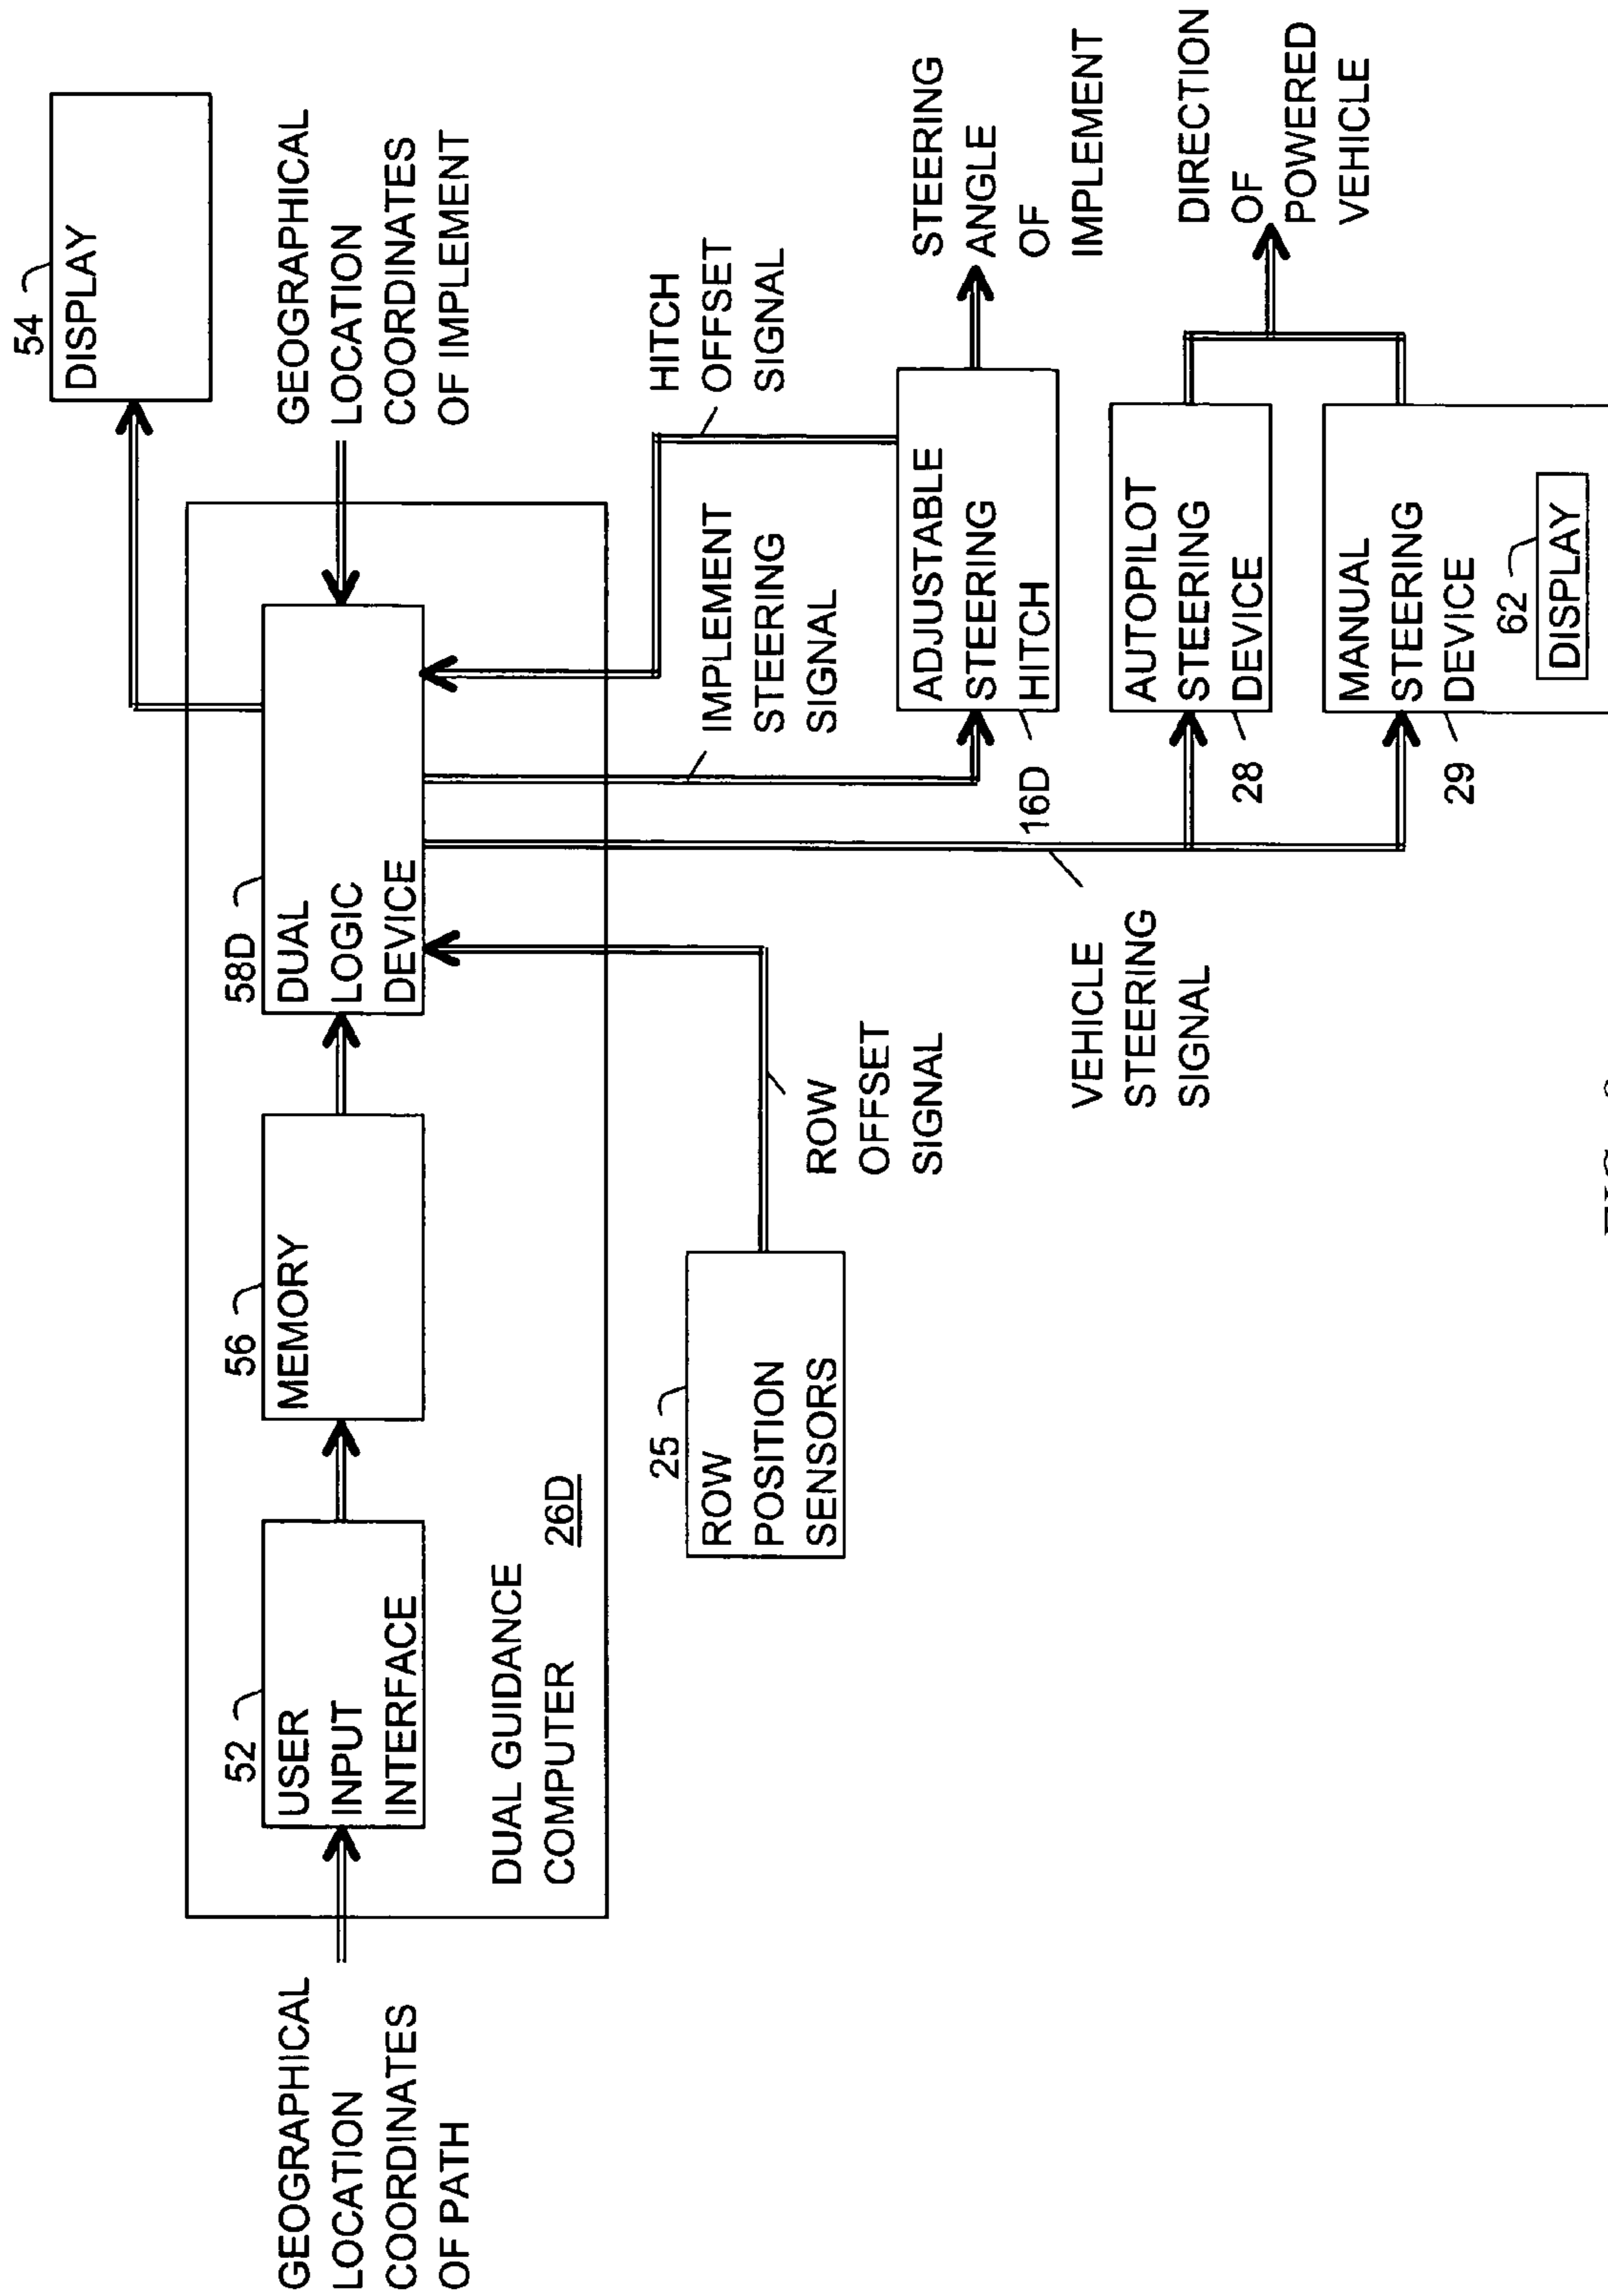 54
DISPLAY
GEOGRAPHICAL
LOCATION
COORDINATES
OF PATH
52
USER
INPUT
INTERFACE
56
MEMORY
58D
DUAL
LOGIC
DEVICE
GEOGRAPHICAL
LOCATION
COORDINATES
OF IMPLEMENT
DUAL GUIDANCE
COMPUTER 26D
25
ROW
POSITION
SENSORS
ROW
OFFSET
SIGNAL
IMPLEMENT
STEERING
SIGNAL
HITCH
OFFSET
SIGNAL
ADJUSTABLE
STEERING
HITCH
16D
STEERING
ANGLE
OF
IMPLEMENT
VEHICLE
STEERING
SIGNAL
AUTOPILOT
STEERING
DEVICE
28
DIRECTION
OF
POWERED
VEHICLE
MANUAL
STEERING
DEVICE
29
62
DISPLAY